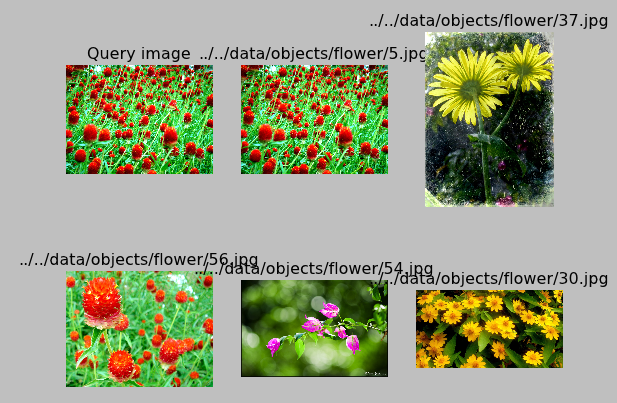 ../../data/objects/flower/37.jpg
Query image
../../data/objects/flower/5.jpg
../../data/objects/flower/56.jpg
../../data/objects/flower/54.jpg
/data/objects/flower/30.jpg